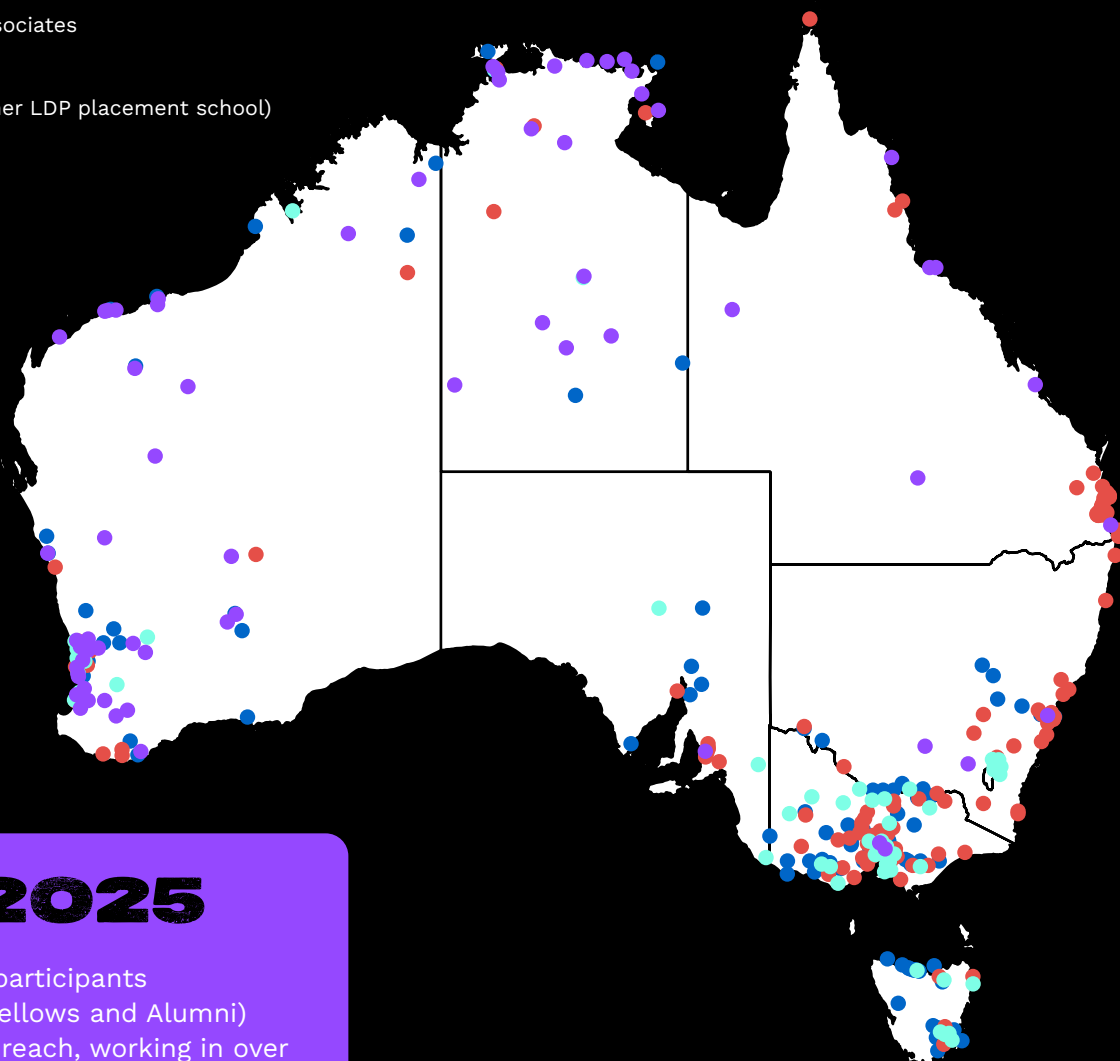 sociates
er LDP placement school)
2025
participants
ellows and Alumni)
reach, working in over